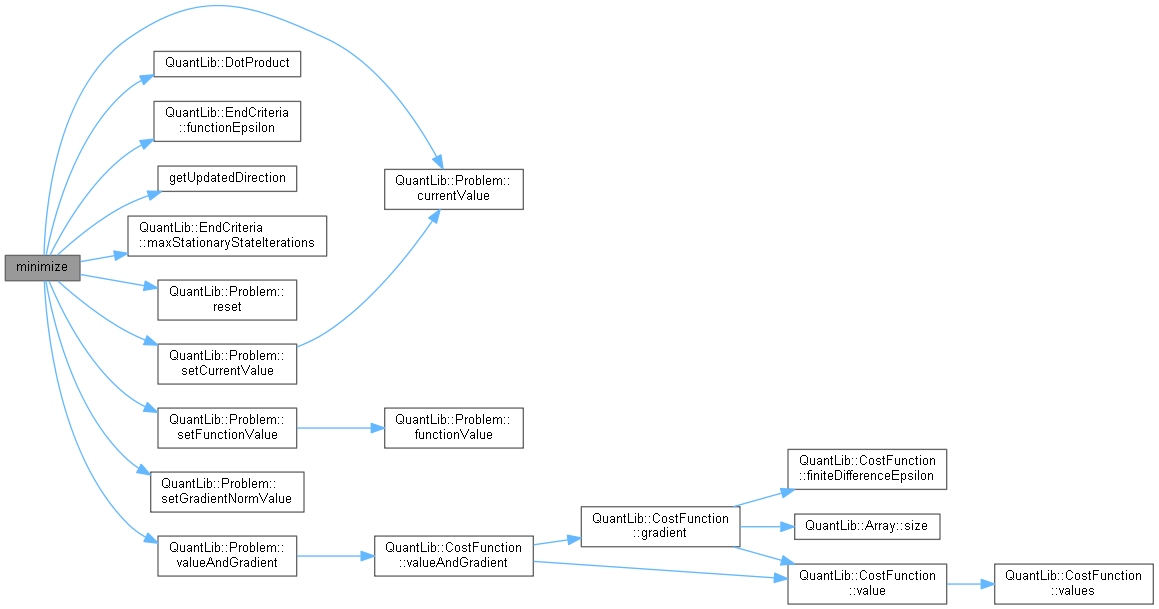 minimize
QuantLib::DotProduct
QuantLib::EndCriteria
::functionEpsilon
getUpdatedDirection
QuantLib::EndCriteria
::maxStationaryStateIterations
QuantLib::Problem::
reset
QuantLib::Problem::
setCurrentValue
QuantLib::Problem::
setFunctionValue
QuantLib::Problem::
setGradientNormValue
QuantLib::Problem::
valueAndGradient
QuantLib::Problem::
currentValue
QuantLib::Problem::
functionValue
QuantLib::CostFunction
::valueAndGradient
QuantLib::CostFunction
::gradient
QuantLib::CostFunction
::finiteDifferenceEpsilon
QuantLib::Array::size
QuantLib::CostFunction
::value
QuantLib::CostFunction
::values